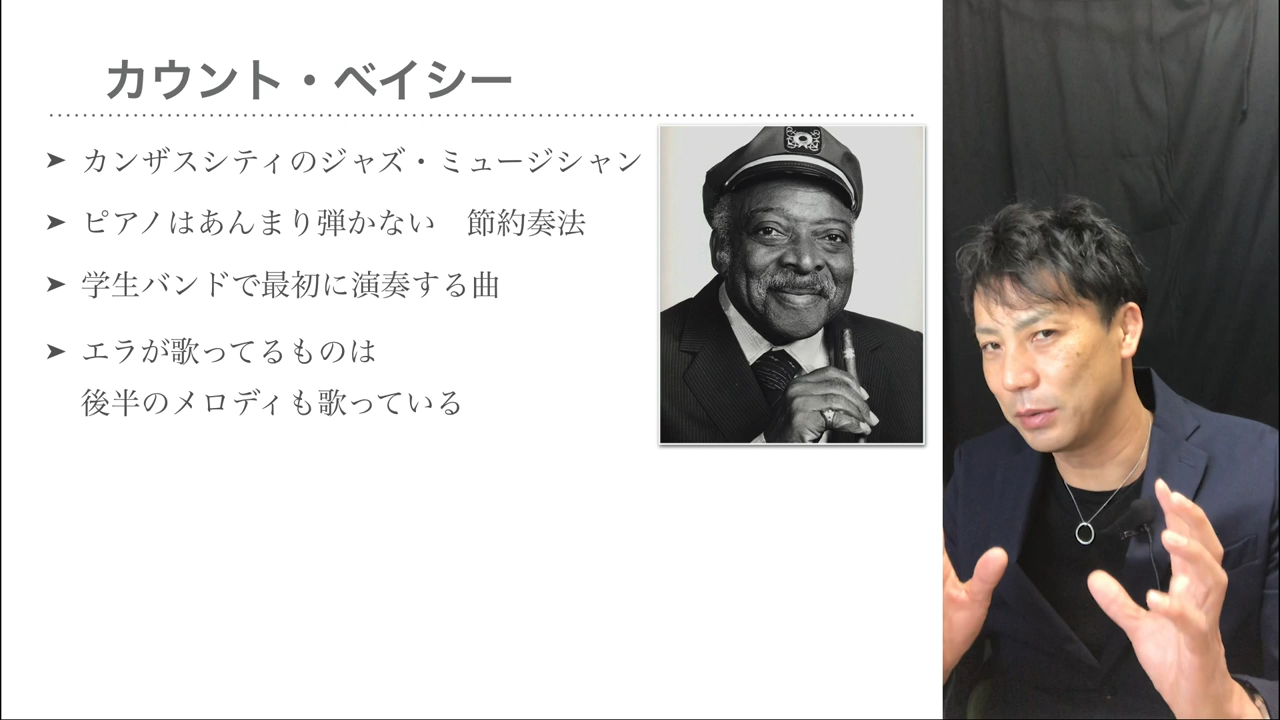 カウント・ベイシー
➤ カンザスシティのジャズ・ミュージシャン
➤ ピアノはあんまり弾かない　節約奏法
➤ 学生バンドで最初に演奏する曲
➤ エラが歌ってるものは
後半のメロディも歌っている